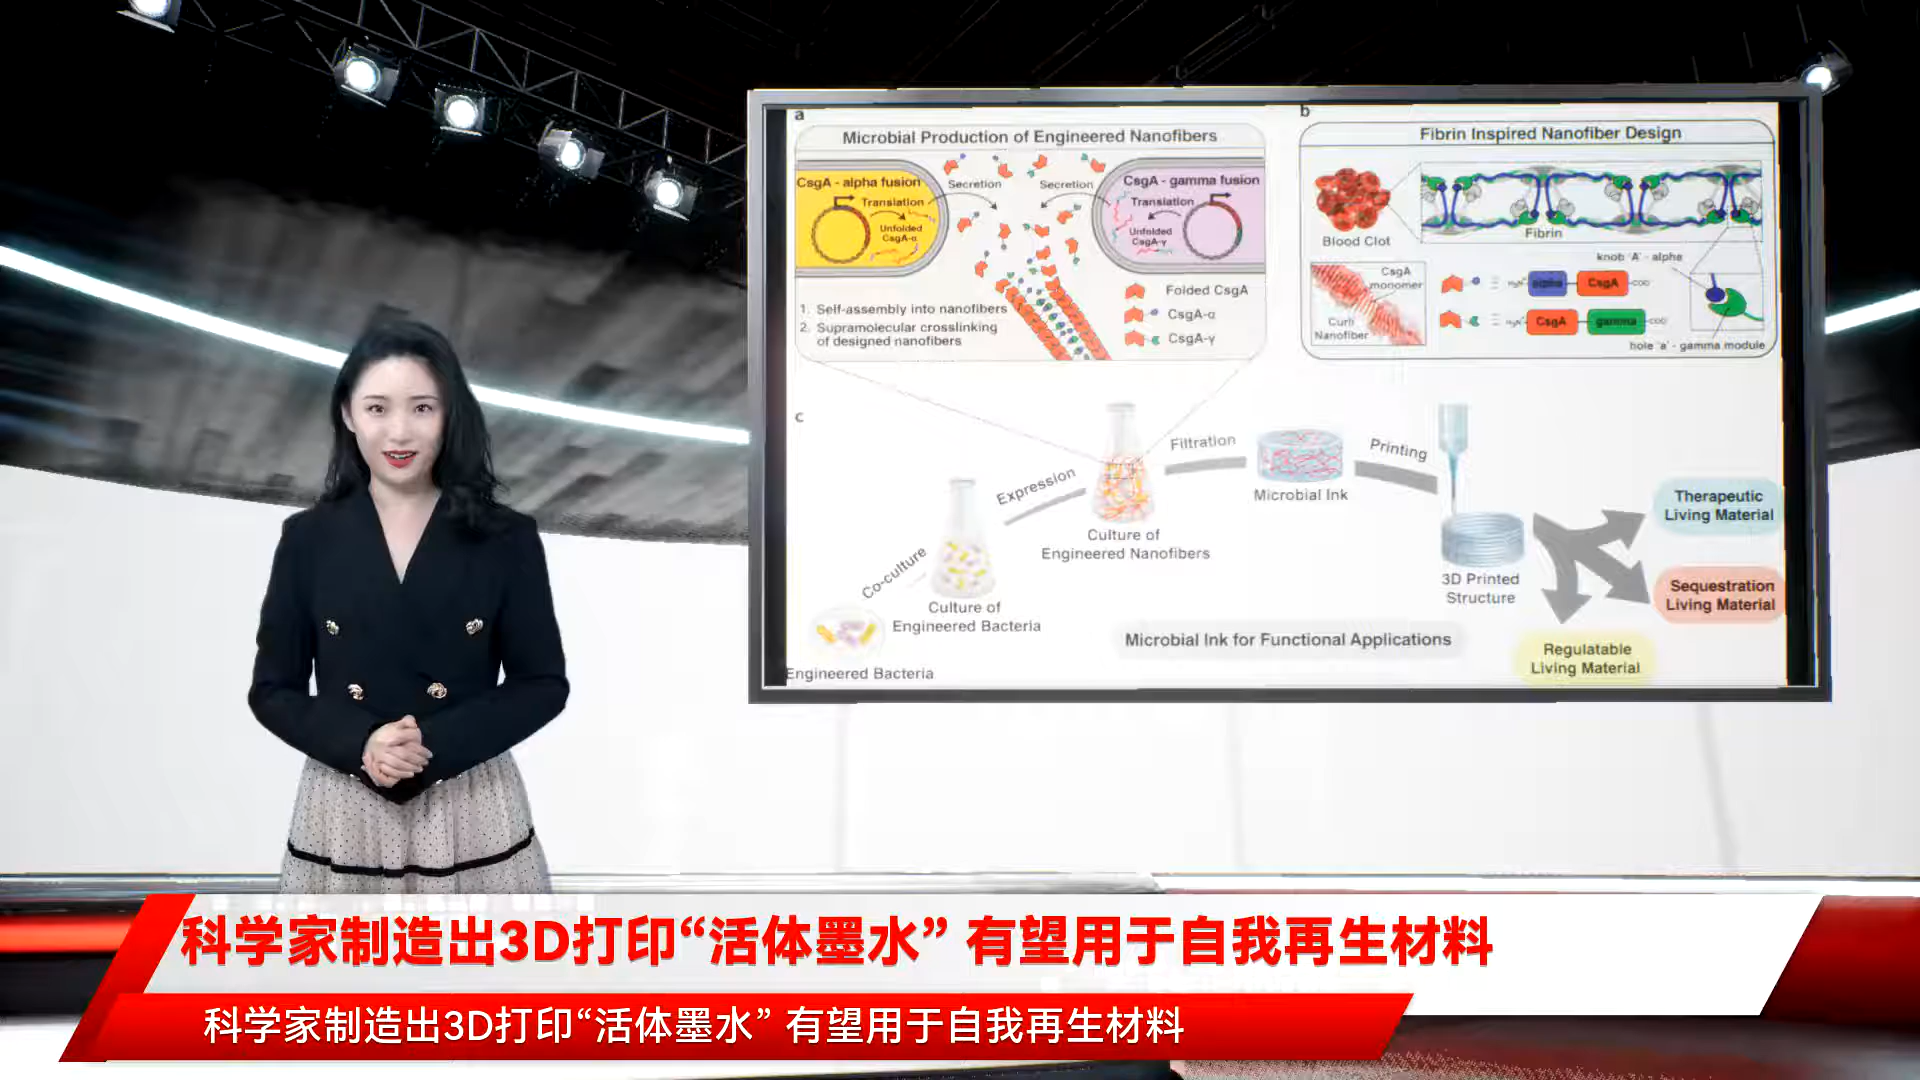 a
Microbial Production of Engineered Nanofibers
CsgA - alpha fusion
Translation
Unfolded
CsgA-α
Secretion
Secretion
CsgA - gamma fusion
Translation
Unfolded
CsgA-γ
1. Self-assembly into nanofibers
2. Supramolecular crosslinking
of designed nanofibers
Folded CsgA
CsgA-α
CsgA-γ
b
Fibrin Inspired Nanofiber Design
Blood Clot
Fibrin
CsgA
monomer
Curli
Nanofiber
knob 'A' - alpha
H₂N
alpha
CsgA
COO
H₂N
CsgA
gamma
COO
hole 'a' - gamma module
c
Engineered Bacteria
Co-culture
Culture of
Engineered Bacteria
Expression
Culture of
Engineered Nanofibers
Filtration
Microbial Ink
Printing
3D Printed
Structure
Therapeutic
Living Material
Sequestration
Living Material
Regulatable
Living Material
Microbial Ink for Functional Applications
科学家制造出3D打印“活体墨水” 有望用于自我再生材料
科学家制造出3D打印“活体墨水” 有望用于自我再生材料